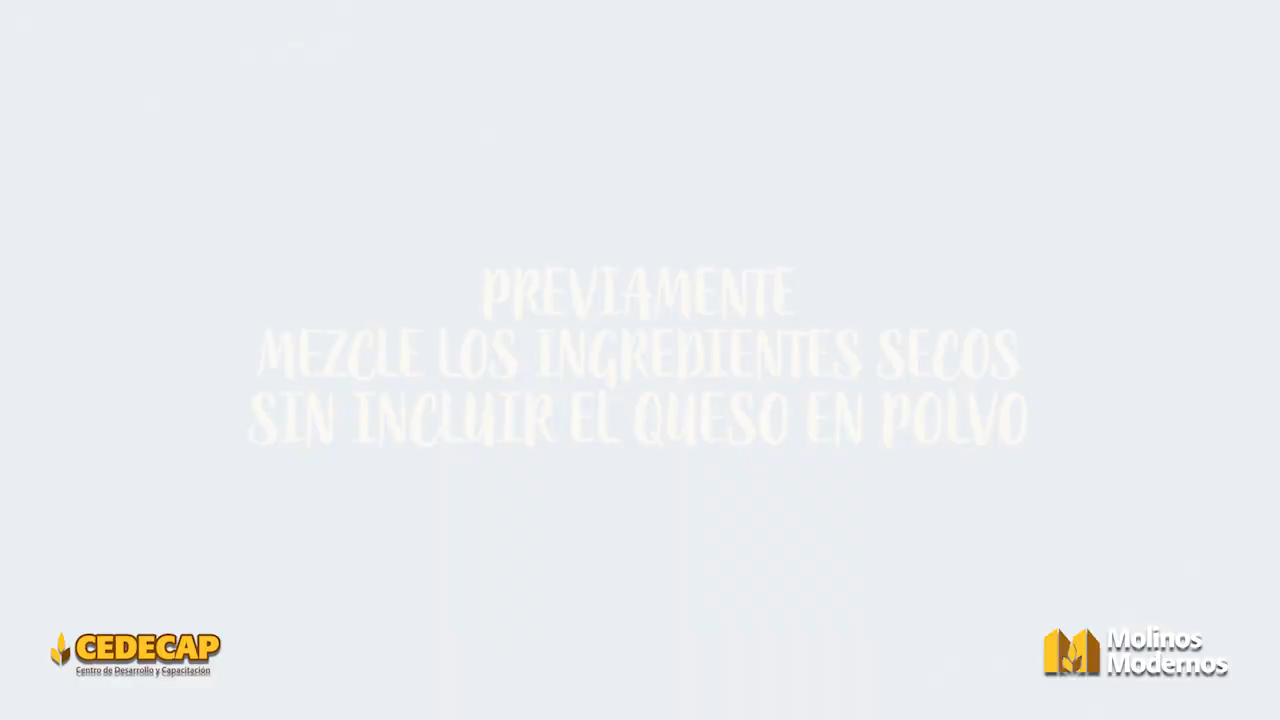 PREVIAMENTE
MEZCLE LOS INGREDIENTES SECOS
SIN INCLUIR EL QUESO EN POLVO
CEDECAP
Centro de Desarrollo y Capacitación
Molinos
Modernos